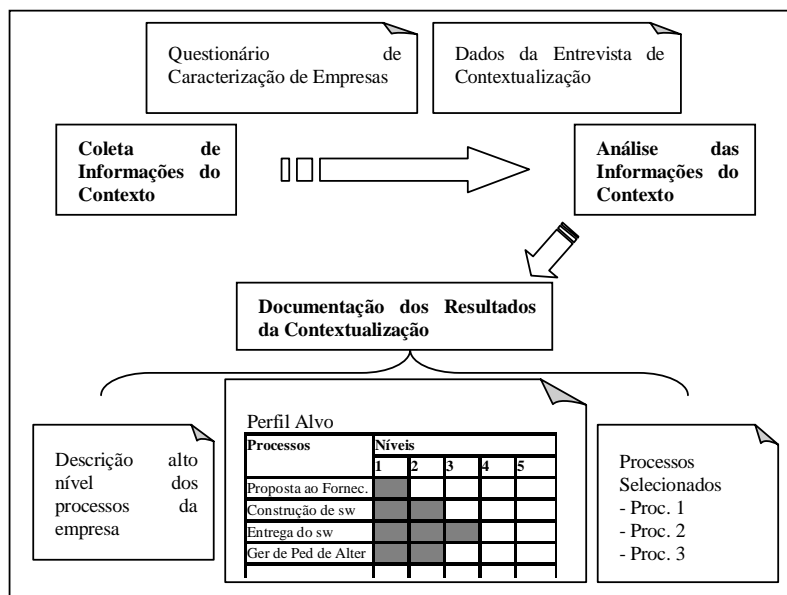 Questionário de
Caracterização de Empresas
Dados da Entrevista de
Contextualização
Coleta de
Informações do
Contexto
Análise das
Informações do
Contexto
Documentação dos Resultados
da Contextualização
Descrição alto
nível dos
processos da
empresa
Perfil Alvo
Processos Níveis
1 2 3 4 5
Proposta ao Fornec.
Construção de sw
Entrega do sw
Ger de Ped de Alter
Processos
Selecionados
- Proc. 1
- Proc. 2
- Proc. 3